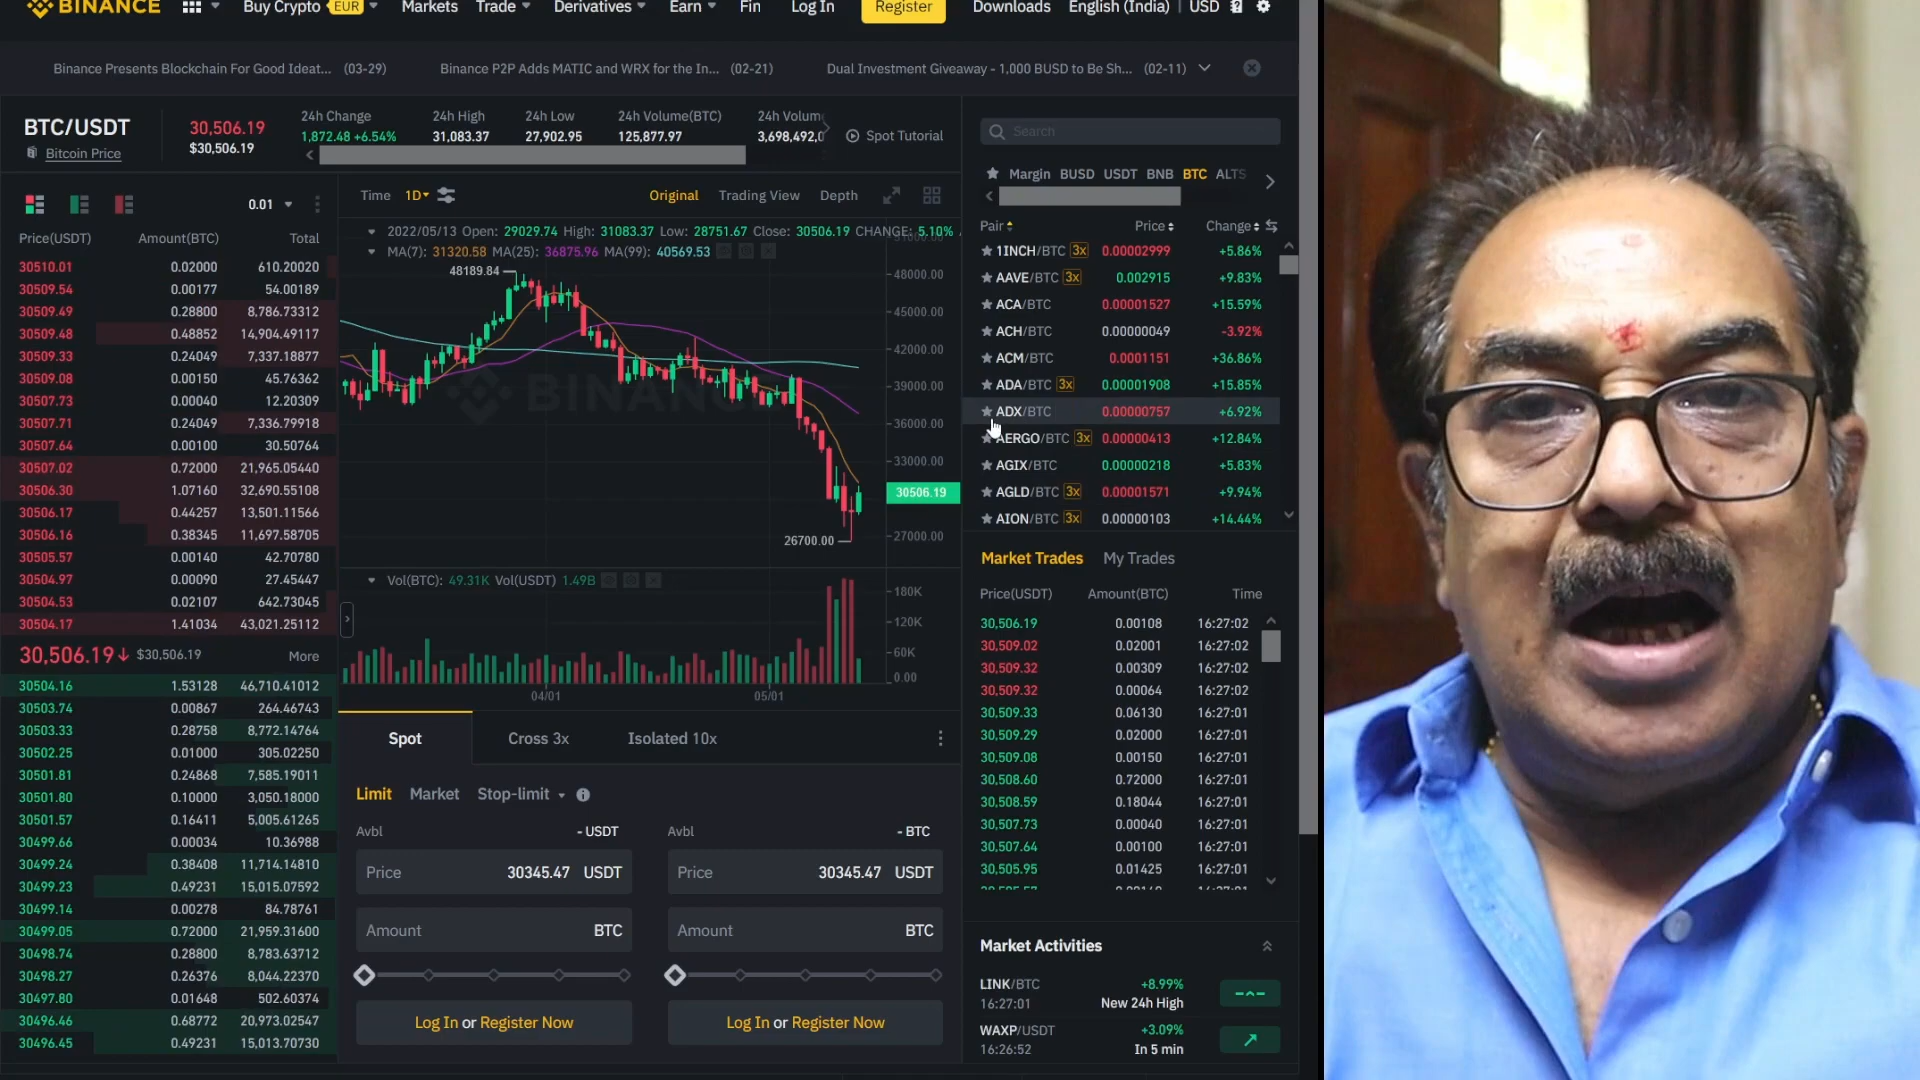 BINANCE
Buy Crypto EUR Markets Trade Derivatives Earn Fin Log In Register Downloads English (India) | USD
Binance Presents Blockchain For Good Ideat... (03-29) Binance P2P Adds MATIC and WRX for the In... (02-21) Dual Investment Giveaway - 1,000 BUSD to Be Sh... (02-11)
BTC/USDT
Bitcoin Price
30,506.19
$30,506.19
24h Change
1,872.48 +6.54%
24h High
31,083.37
24h Low
27,902.95
24h Volume(BTC)
125,877.97
24h Volum
3,698,492,0
Spot Tutorial
0.01
Price(USDT) Amount(BTC) Total
30510.01 0.02000 610.20020
30509.54 0.00177 54.00189
30509.49 0.28800 8,786.73312
30509.48 0.48852 14,904.49117
30509.33 0.24049 7,337.18877
30509.08 0.00150 45.76362
30507.73 0.00040 12.20309
30507.71 0.24049 7,336.79918
30507.64 0.00100 30.50764
30507.02 0.72000 21,965.05440
30506.30 1.07160 32,690.55108
30506.17 0.44257 13,501.11566
30506.16 0.38345 11,697.58705
30505.57 0.00140 42.70780
30504.97 0.00090 27.45447
30504.53 0.02107 642.73045
30504.17 1.41034 43,021.25112
30,506.19 $30,506.19 More
30504.16 1.53128 46,710.41012
30503.74 0.00867 264.46743
30503.33 0.28758 8,772.14764
30502.25 0.01000 305.02250
30501.81 0.24868 7,585.19011
30501.80 0.10000 3,050.18000
30501.57 0.16411 5,005.61265
30499.66 0.00034 10.36988
30499.24 0.38408 11,714.14810
30499.23 0.49231 15,015.07592
30499.14 0.00278 84.78761
30499.05 0.72000 21,959.31600
30498.74 0.28800 8,783.63712
30498.27 0.26376 8,044.22370
30497.80 0.01648 502.60374
30496.46 0.68772 20,973.02547
30496.45 0.49231 15,013.70730
Time 1D Original Trading View Depth
2022/05/13 Open: 29029.74 High: 31083.37 Low: 28751.67 Close: 30506.19 CHANGE: 5.10%
MA(7): 31320.58 MA(25): 36875.96 MA(99): 40569.53
48189.84
48000.00
45000.00
42000.00
39000.00
36000.00
33000.00
30506.19
27000.00
26700.00
BINANCE
Vol(BTC): 49.31K Vol(USDT) 1.49B
180K
120K
60K
0.00
04/01 05/01
Spot Cross 3x Isolated 10x
Limit Market Stop-limit
Avbl - USDT Avbl - BTC
Price 30345.47 USDT Price 30345.47 USDT
Amount BTC Amount BTC
Log In or Register Now Log In or Register Now
Search
Margin BUSD USDT BNB BTC ALTS
Pair Price Change
1INCH/BTC 3x 0.00002999 +5.86%
AAVE/BTC 3x 0.002915 +9.83%
ACA/BTC 0.00001527 +15.59%
ACH/BTC 0.00000049 -3.92%
ACM/BTC 0.0001151 +36.86%
ADA/BTC 3x 0.00001908 +15.85%
ADX/BTC 0.00000757 +6.92%
AERGO/BTC 3x 0.00000413 +12.84%
AGIX/BTC 0.00000218 +5.83%
AGLD/BTC 3x 0.00001571 +9.94%
AION/BTC 3x 0.00000103 +14.44%
Market Trades My Trades
Price(USDT) Amount(BTC) Time
30,506.19 0.00108 16:27:02
30,509.02 0.02001 16:27:02
30,509.32 0.00309 16:27:02
30,509.32 0.00064 16:27:02
30,509.33 0.06130 16:27:01
30,509.29 0.02000 16:27:01
30,509.08 0.00150 16:27:01
30,508.60 0.72000 16:27:01
30,508.59 0.18044 16:27:01
30,507.73 0.00040 16:27:01
30,507.64 0.00100 16:27:01
30,505.95 0.01425 16:27:01
Market Activities
LINK/BTC +8.99%
16:27:01 New 24h High
WAXP/USDT +3.09%
16:26:52 In 5 min